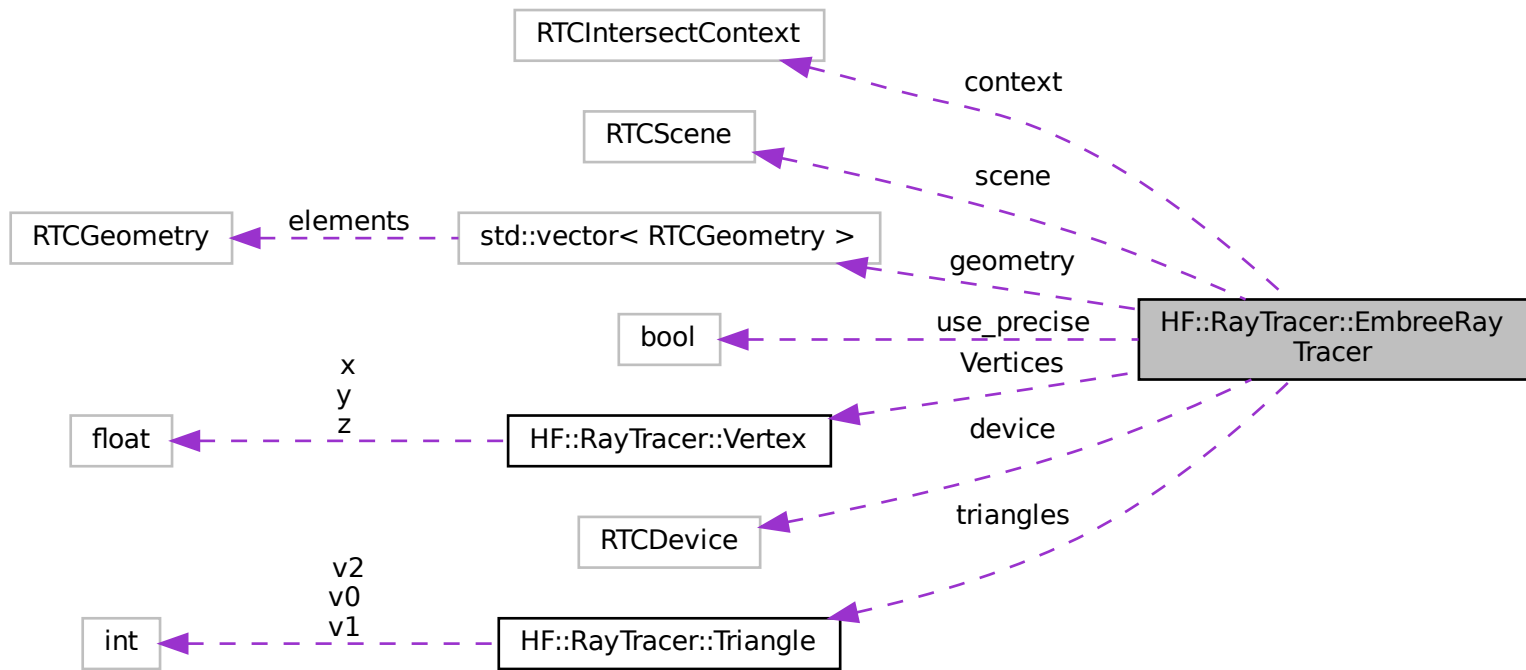 RTCIntersectContext
context
RTCScene
scene
RTCGeometry
elements
std::vector< RTCGeometry >
geometry
HF::RayTracer::EmbreeRay
Tracer
bool
use_precise
Vertices
x
y
z
float
HF::RayTracer::Vertex
device
RTCDevice
triangles
v2
v0
v1
int
HF::RayTracer::Triangle